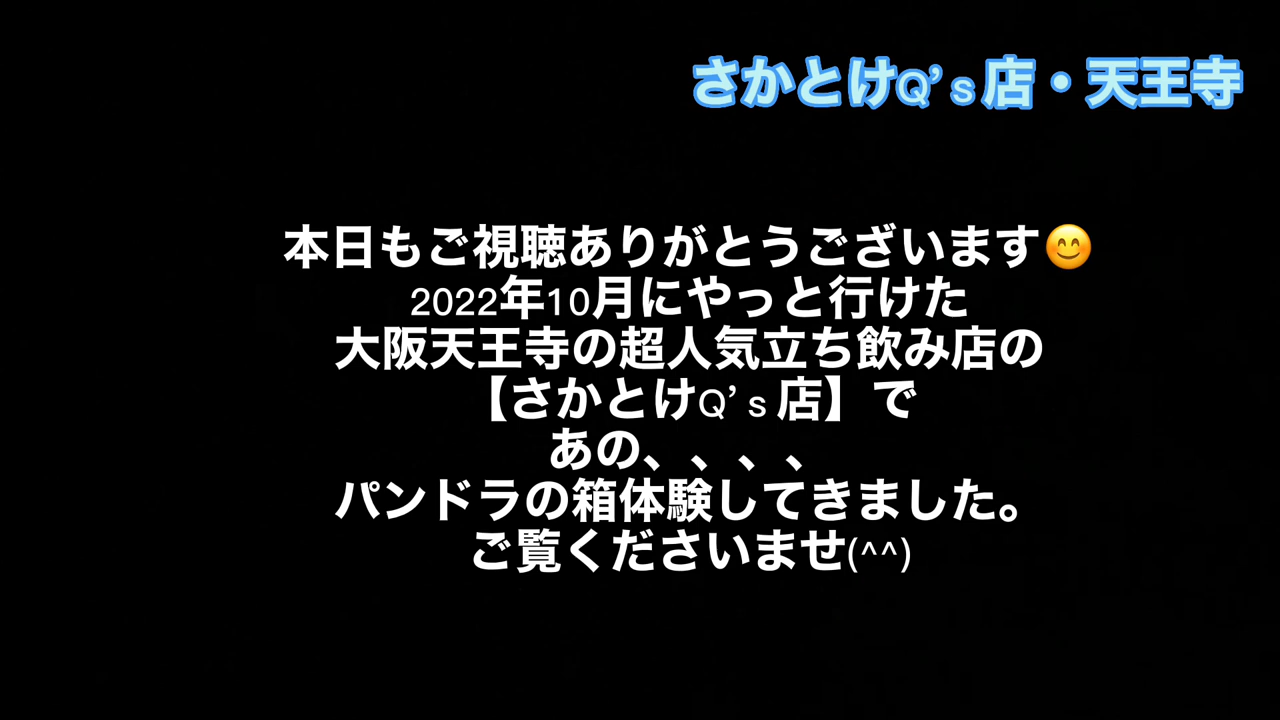 さかとけQ’s店・天王寺
本日もご視聴ありがとうございます😊
2022年10月にやっと行けた
大阪天王寺の超人気立ち飲み店の
【さかとけQ’s店】で
あの、、、、
パンドラの箱体験してきました。
ご覧くださいませ(^^)